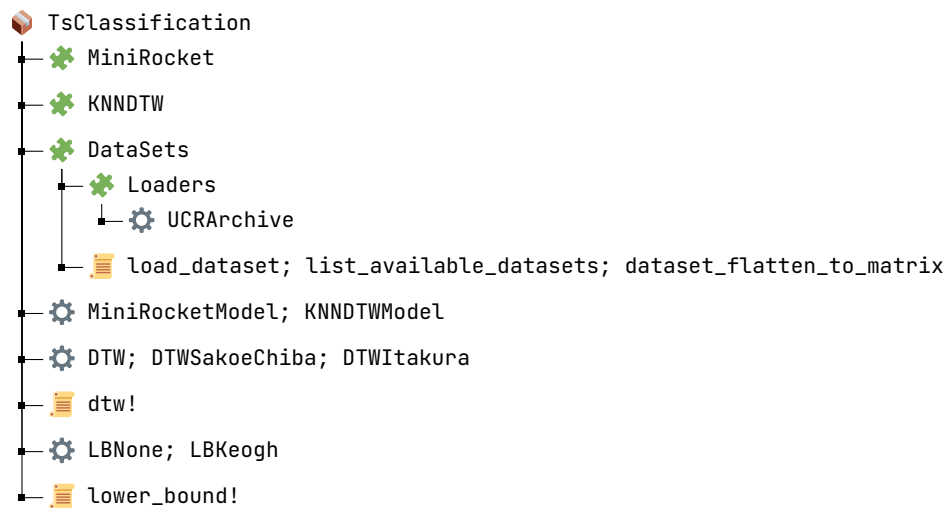 TsClassification
MiniRocket
KNNDTW
DataSets
Loaders
UCRArchive
load_dataset; list_available_datasets; dataset_flatten_to_matrix
MiniRocketModel; KNNDTWModel
DTW; DTWSakoeChiba; DTWItakura
dtw!
LBNone; LBKeogh
lower_bound!